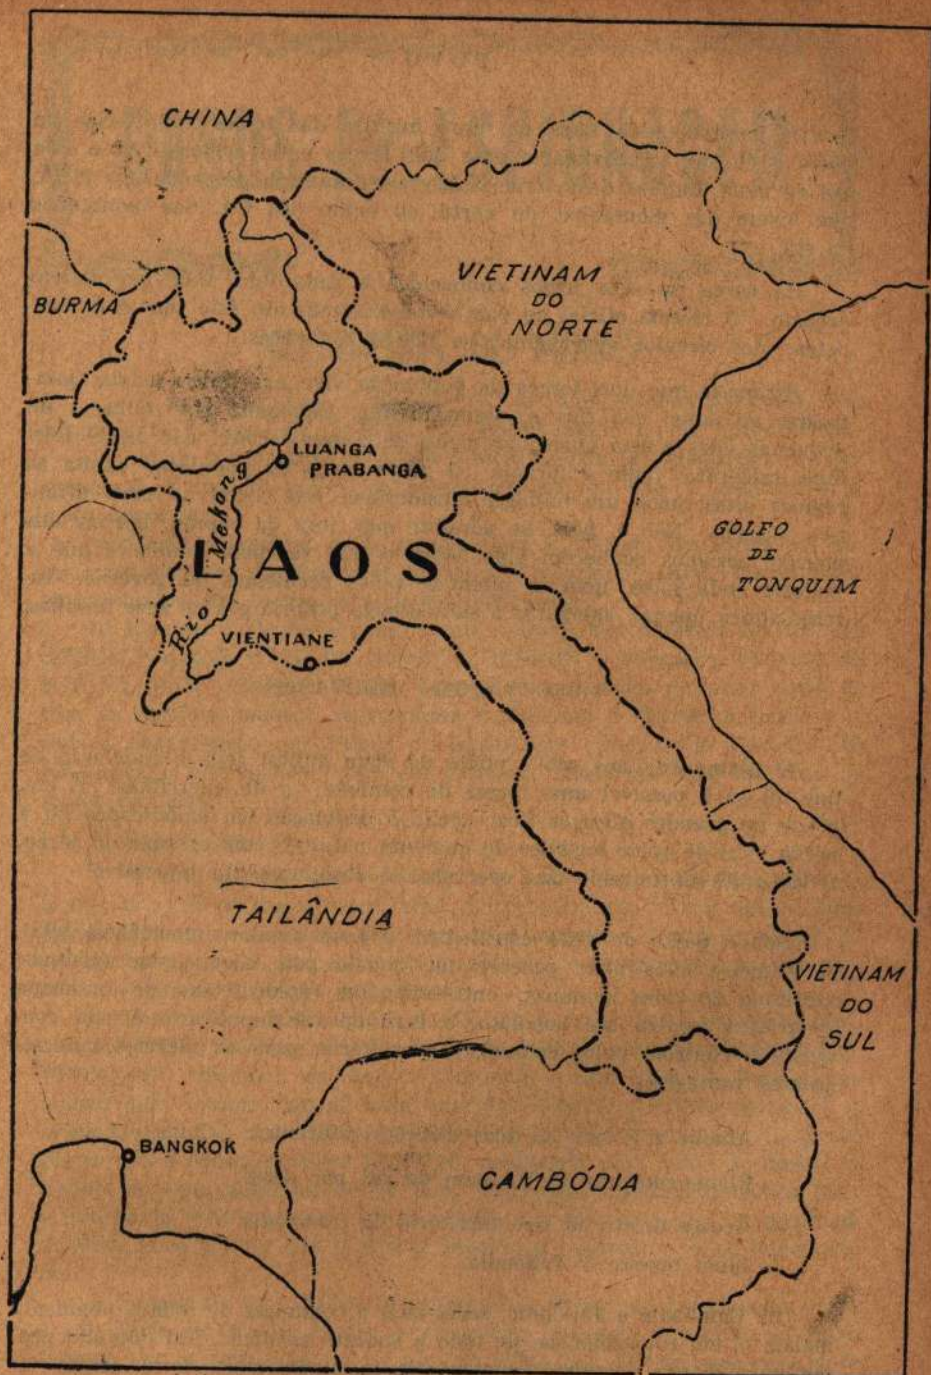 CHINA
VIETINAM
DO
NORTE
BURMA
LUANGA
PRABANGA
Rio Mekong
GOLFO
DE
TONQUIM
LAOS
VIENTIANE
TAILÂNDIA
VIETINAM
DO
SUL
BANGKOK
CAMBÓDIA